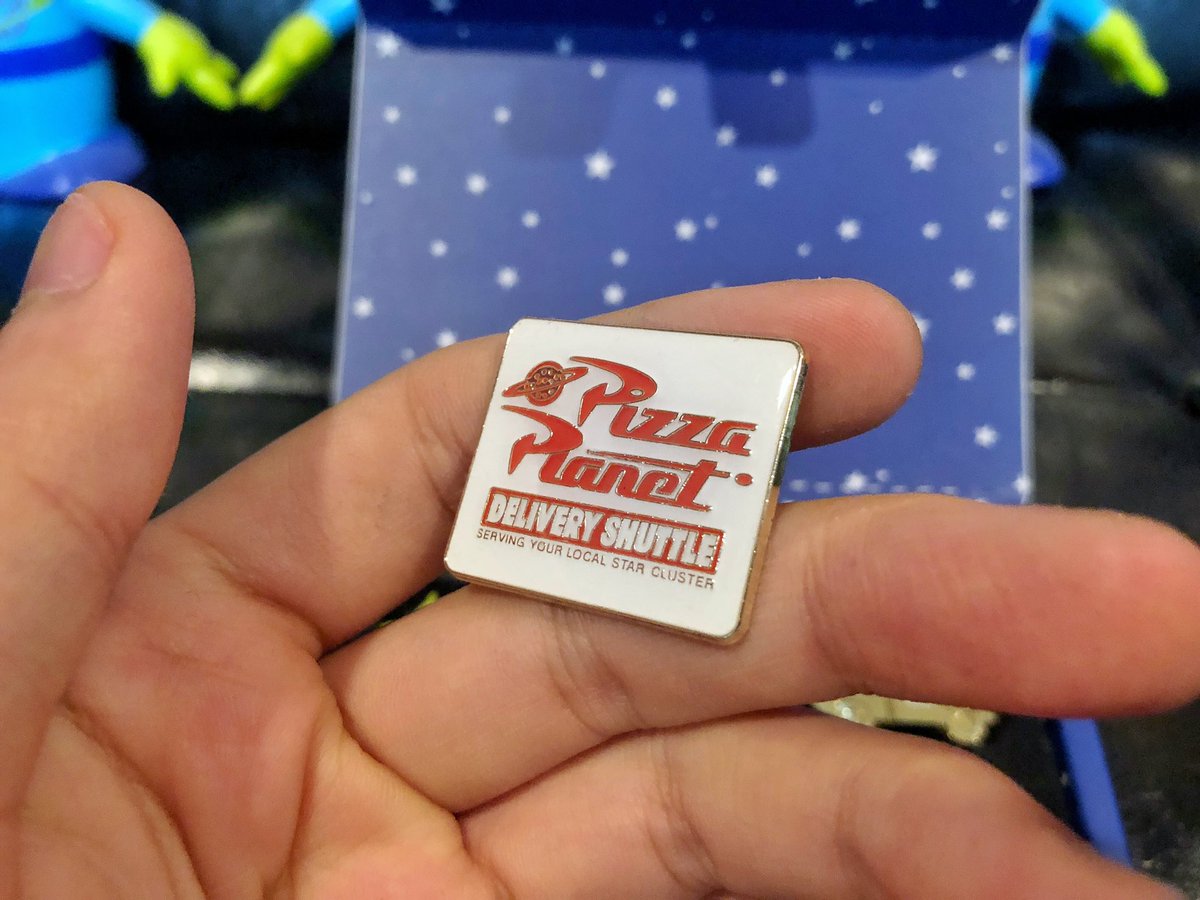 Pizza
Planet
DELIVERY SHUTTLE
SERVING YOUR LOCAL STAR CLUSTER